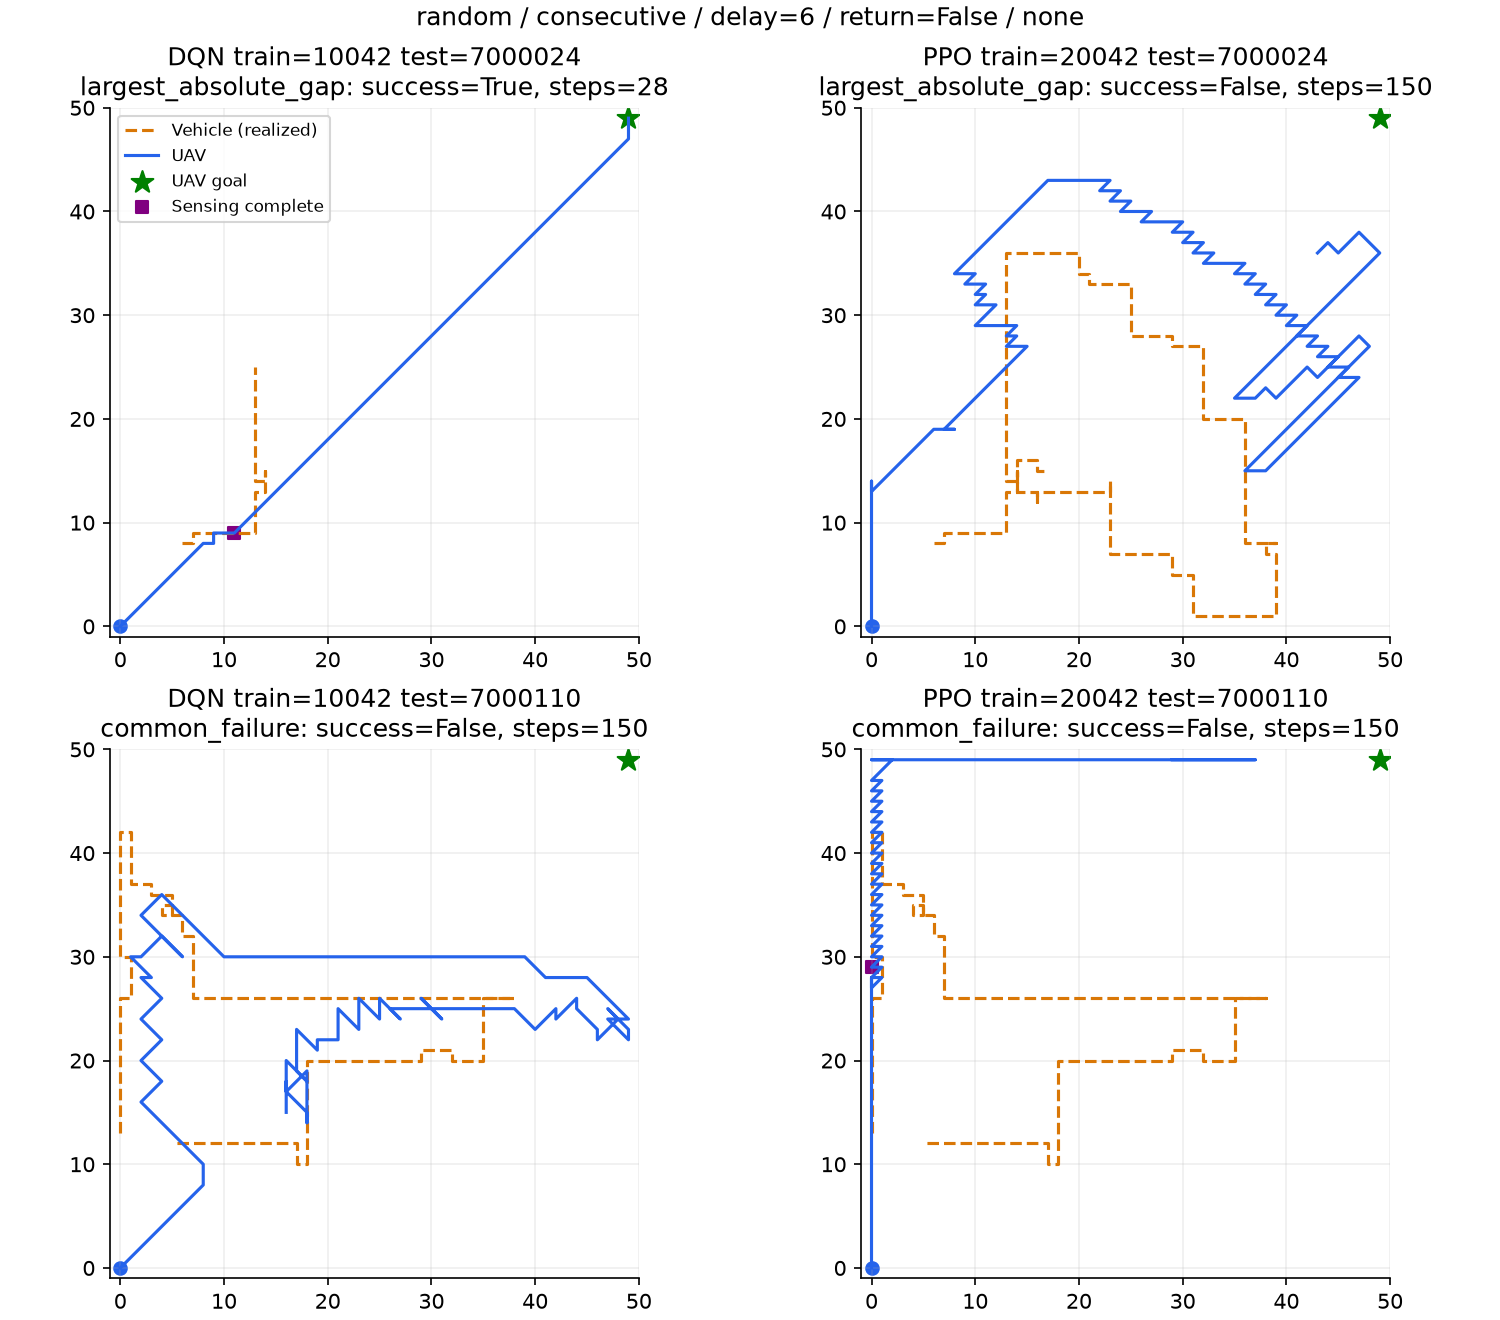 random / consecutive / delay=6 / return=False / none
DQN train=10042 test=7000024
largest_absolute_gap: success=True, steps=28
50
40
30
20
10
0
0 10 20 30 40 50
Vehicle (realized)
UAV
UAV goal
Sensing complete
PPO train=20042 test=7000024
largest_absolute_gap: success=False, steps=150
50
40
30
20
10
0
0 10 20 30 40 50
DQN train=10042 test=7000110
common_failure: success=False, steps=150
50
40
30
20
10
0
0 10 20 30 40 50
PPO train=20042 test=7000110
common_failure: success=False, steps=150
50
40
30
20
10
0
0 10 20 30 40 50